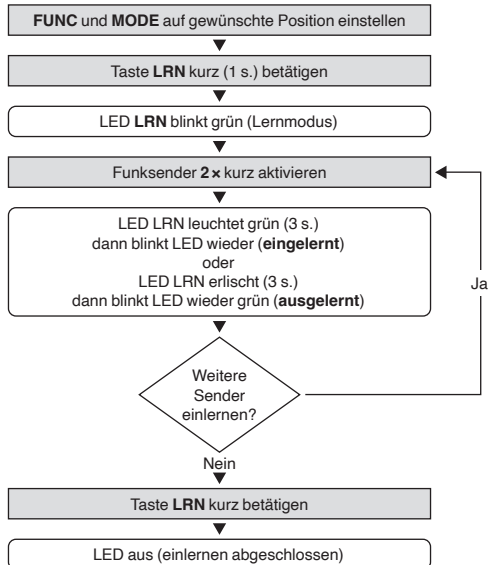 FUNC und MODE auf gewünschte Position einstellen
Taste LRN kurz (1 s.) betätigen
LED LRN blinkt grün (Lernmodus)
Funksender 2 × kurz aktivieren
LED LRN leuchtet grün (3 s.)
dann blinkt LED wieder (eingelernt)
oder
LED LRN erlischt (3 s.)
dann blinkt LED wieder grün (ausgelernt)
Ja
Weitere
Sender
einlernen?
Nein
Taste LRN kurz betätigen
LED aus (einlernen abgeschlossen)